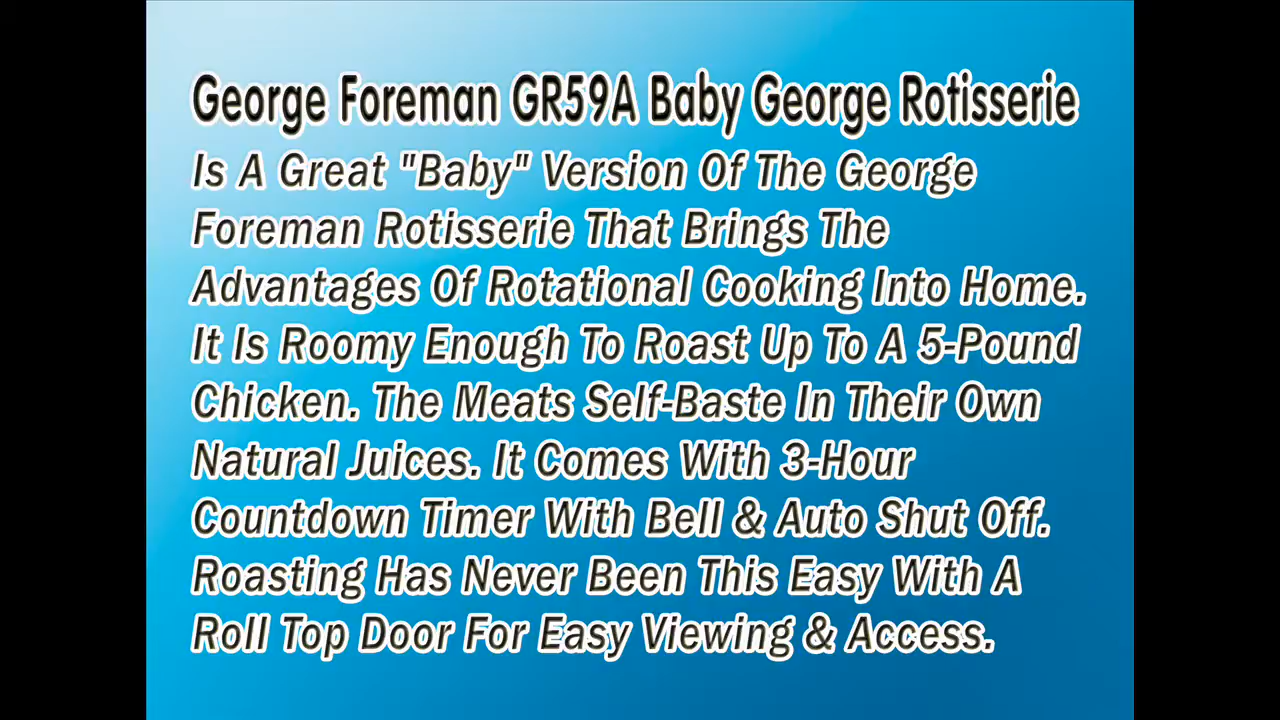 George Foreman GR59A Baby George Rotisserie
Is A Great "Baby" Version Of The George
Foreman Rotisserie That Brings The
Advantages Of Rotational Cooking Into Home.
It Is Roomy Enough To Roast Up To A 5-Pound
Chicken. The Meats Self-Baste In Their Own
Natural Juices. It Comes With 3-Hour
Countdown Timer With Bell & Auto Shut Off.
Roasting Has Never Been This Easy With A
Roll Top Door For Easy Viewing & Access.